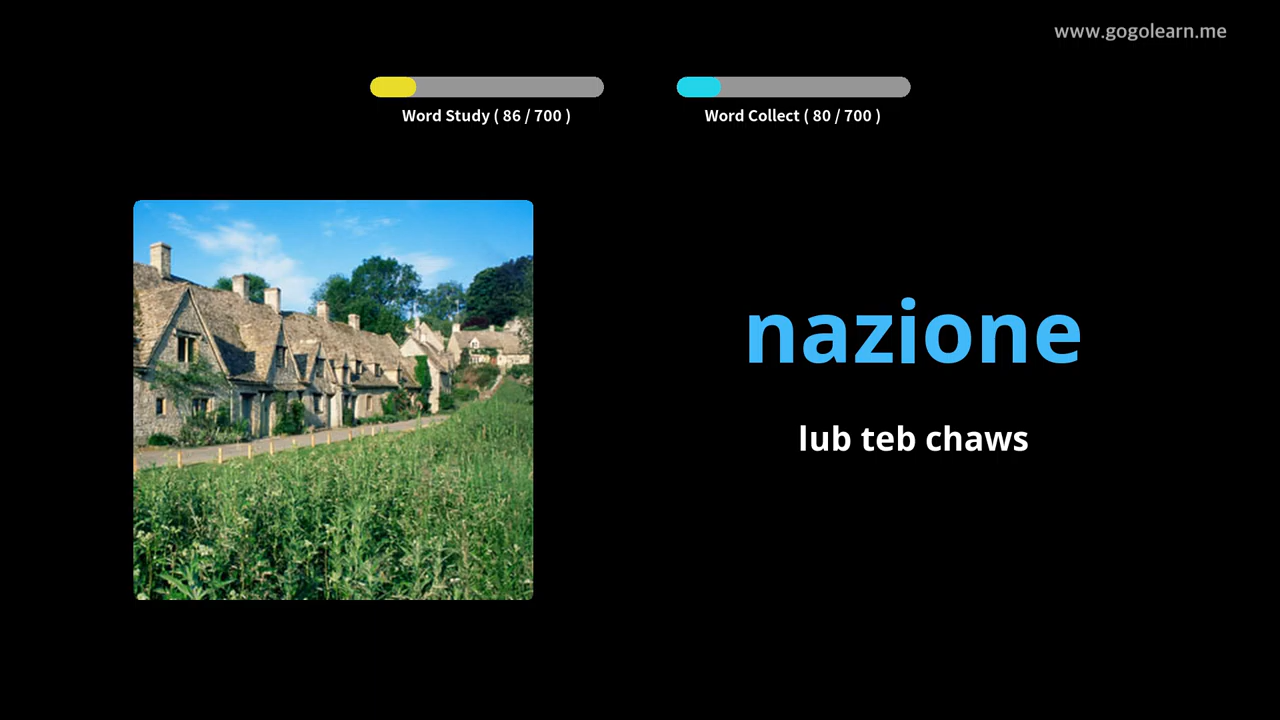 www.gogolearn.me
Word Study ( 86 / 700 )
Word Collect ( 80 / 700 )
nazione
lub teb chaws